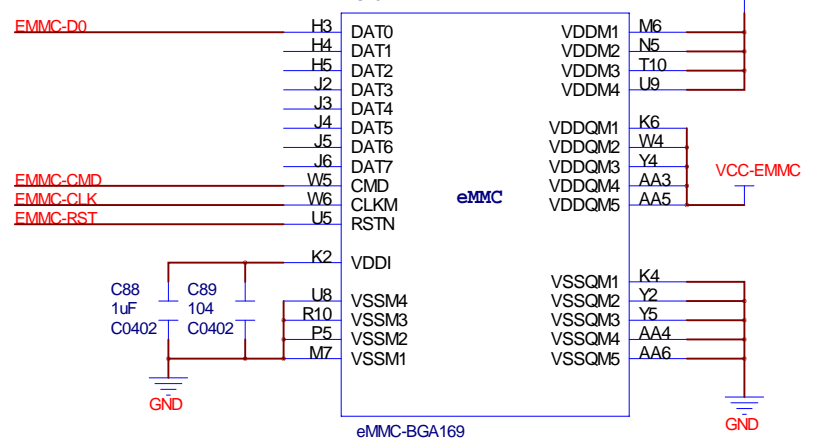 EMMC-D0 H3 DAT0 VDDM1 M6
H4 DAT1 VDDM2 N5
H5 DAT2 VDDM3 T10
J2 DAT3 VDDM4 U9
J3 DAT4
J4 DAT5 VDDQM1 K6
J5 DAT6 VDDQM2 W4
J6 DAT7 VDDQM3 Y4 VCC-EMMC
EMMC-CMD W5 CMD eMMC VDDQM4 AA3
EMMC-CLK W6 CLKM VDDQM5 AA5
EMMC-RST U5 RSTN
K2 VDDI
VSSQM1 K4
C88 C89 U8 VSSM4 VSSQM2 Y2
1uF 104 R10 VSSM3 VSSQM3 Y5
C0402 C0402 P5 VSSM2 VSSQM4 AA4
M7 VSSM1 VSSQM5 AA6
GND GND
eMMC-BGA169